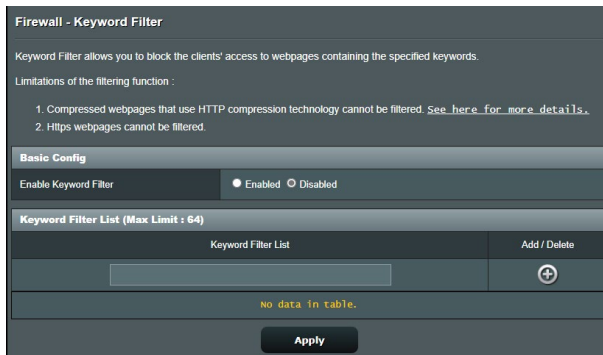 Firewall - Keyword Filter
Keyword Filter allows you to block the clients' access to webpages containing the specified keywords.
Limitations of the filtering function :
1. Compressed webpages that use HTTP compression technology cannot be filtered. See here for more details.
2. Https webpages cannot be filtered.
Basic Config
Enable Keyword Filter Enabled Disabled
Keyword Filter List (Max Limit : 64)
Keyword Filter List Add / Delete
No data in table.
Apply